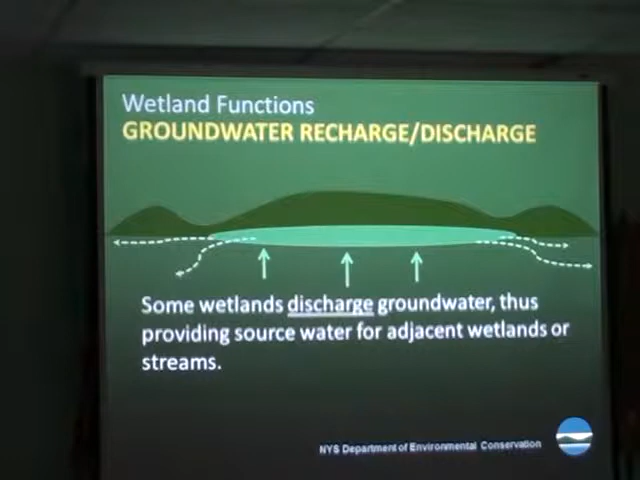 Wetland Functions
GROUNDWATER RECHARGE/DISCHARGE
Some wetlands discharge groundwater, thus
providing source water for adjacent wetlands or
streams.
NYS Department of Environmental Conservation